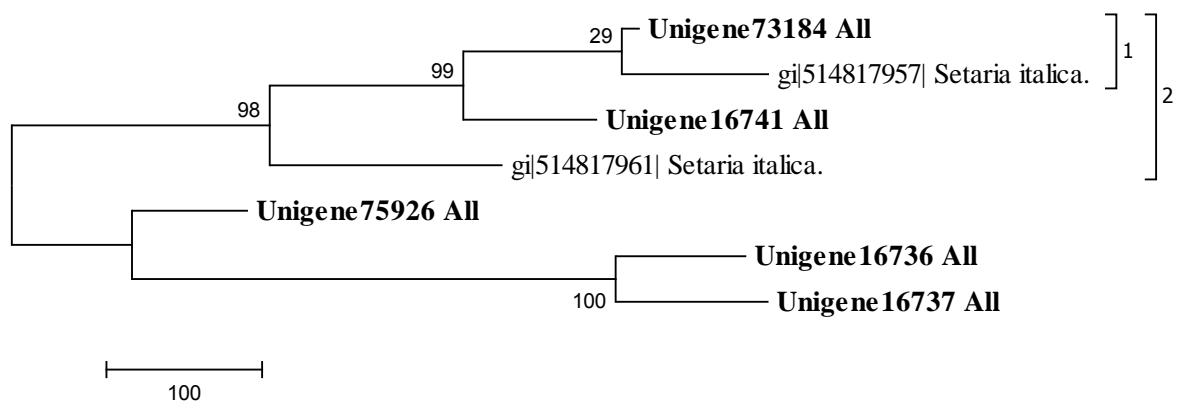 29
Unigene73184 All
gi|514817957| Setaria italica.
1
99
2
98
Unigene16741 All
gi|514817961| Setaria italica.
Unigene75926 All
Unigene16736 All
100
Unigene16737 All
100